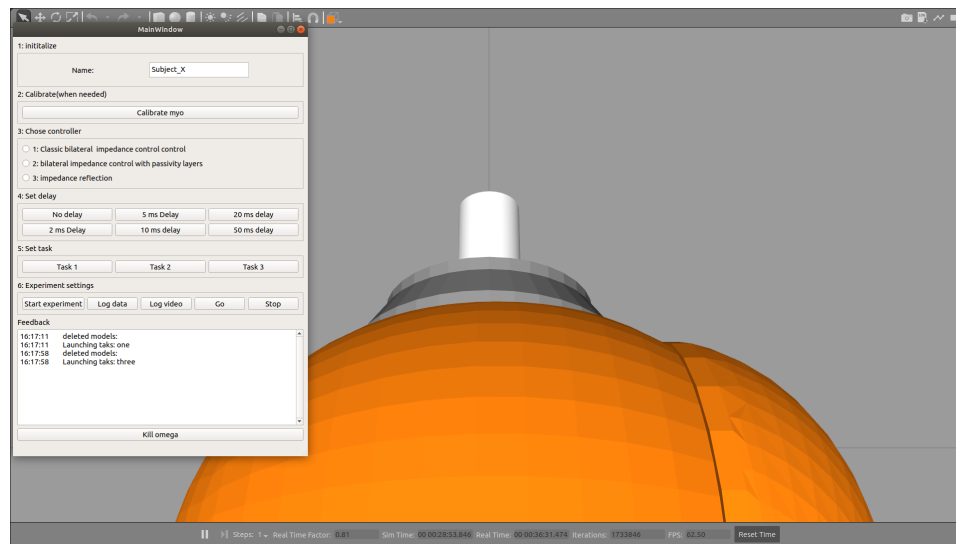 MainWindow
1: inititalize
Name:
Subject_X
2: Calibrate(when needed)
Calibrate myo
3: Chose controller
1: Classic bilateral impedance control control
2: bilateral impedance control with passivity layers
3: impedance reflection
4: Set delay
No delay 5 ms Delay 20 ms delay
2 ms Delay 10 ms delay 50 ms delay
5: Set task
Task 1 Task 2 Task 3
6: Experiment settings
Start experiment Log data Log video Go Stop
Feedback
16:17:11 deleted models:
16:17:11 Launching taks: one
16:17:58 deleted models:
16:17:58 Launching taks: three
Kill omega
Steps: 1 Real Time Factor: 0.81 Sim Time: 00 00:28:53.846 Real Time: 00 00:36:31.474 Iterations: 1733846 FPS: 62.50 Reset Time